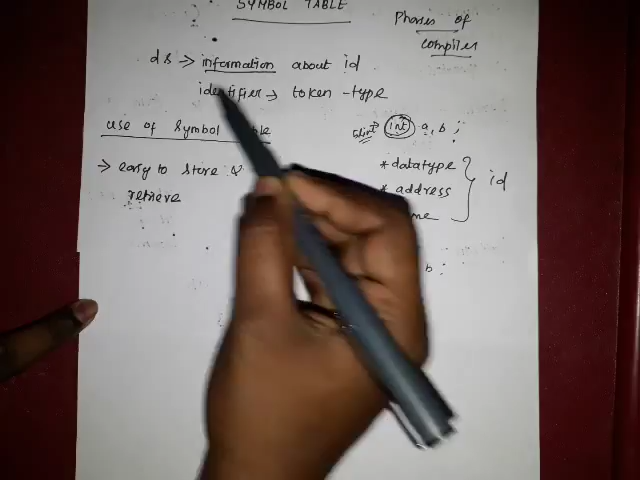 SYMBOL TABLE
Phases of
compiler
ds → information about id
identifier → token - type
use of Symbol
int a, b ;
→ easy to store &
retrieve
* datatype
* address
id
b ;